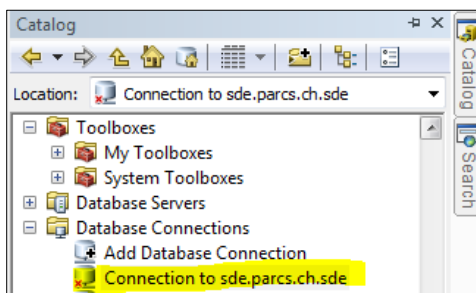 Catalog
Location: Connection to sde.parcs.ch.sde
Toolboxes
My Toolboxes
System Toolboxes
Database Servers
Database Connections
Add Database Connection
Connection to sde.parcs.ch.sde
Catalog
Search